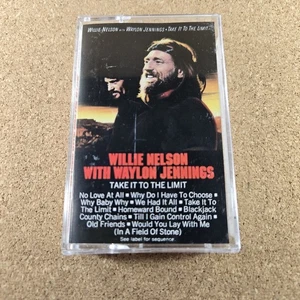 WILLIE NELSON WITH WAYLON JENNINGS • TAKE IT TO THE LIMIT
WILLIE NELSON
WITH WAYLON JENNINGS
TAKE IT TO THE LIMIT
No Love At All • Why Do I Have To Choose •
Why Baby Why • We Had It All • Take It To
The Limit • Homeward Bound • Blackjack
County Chains • Till I Gain Control Again •
Old Friends • Would You Lay With Me
(In A Field Of Stone)
See label for sequence.